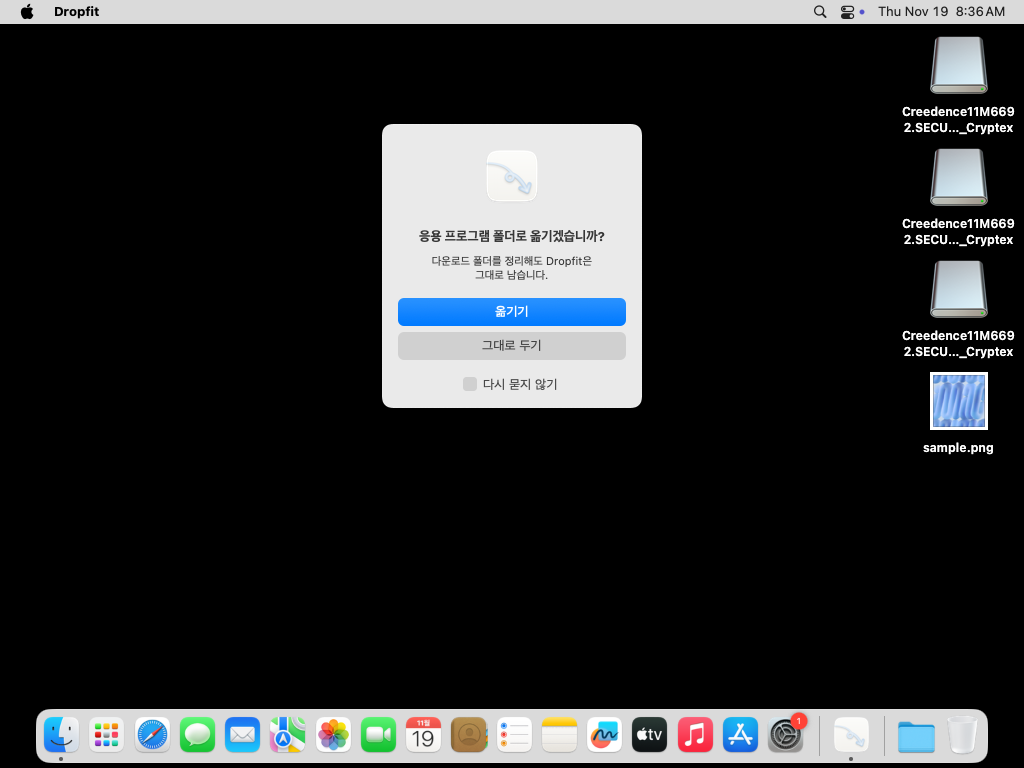 Dropfit
Thu Nov 19 8:36 AM
Creedence11M669
2.SECU..._Cryptex
Creedence11M669
2.SECU..._Cryptex
Creedence11M669
2.SECU..._Cryptex
sample.png
응용 프로그램 폴더로 옮기겠습니까?
다운로드 폴더를 정리해도 Dropfit은
그대로 남습니다.
옮기기
그대로 두기
다시 묻지 않기
11월
19
tv
1